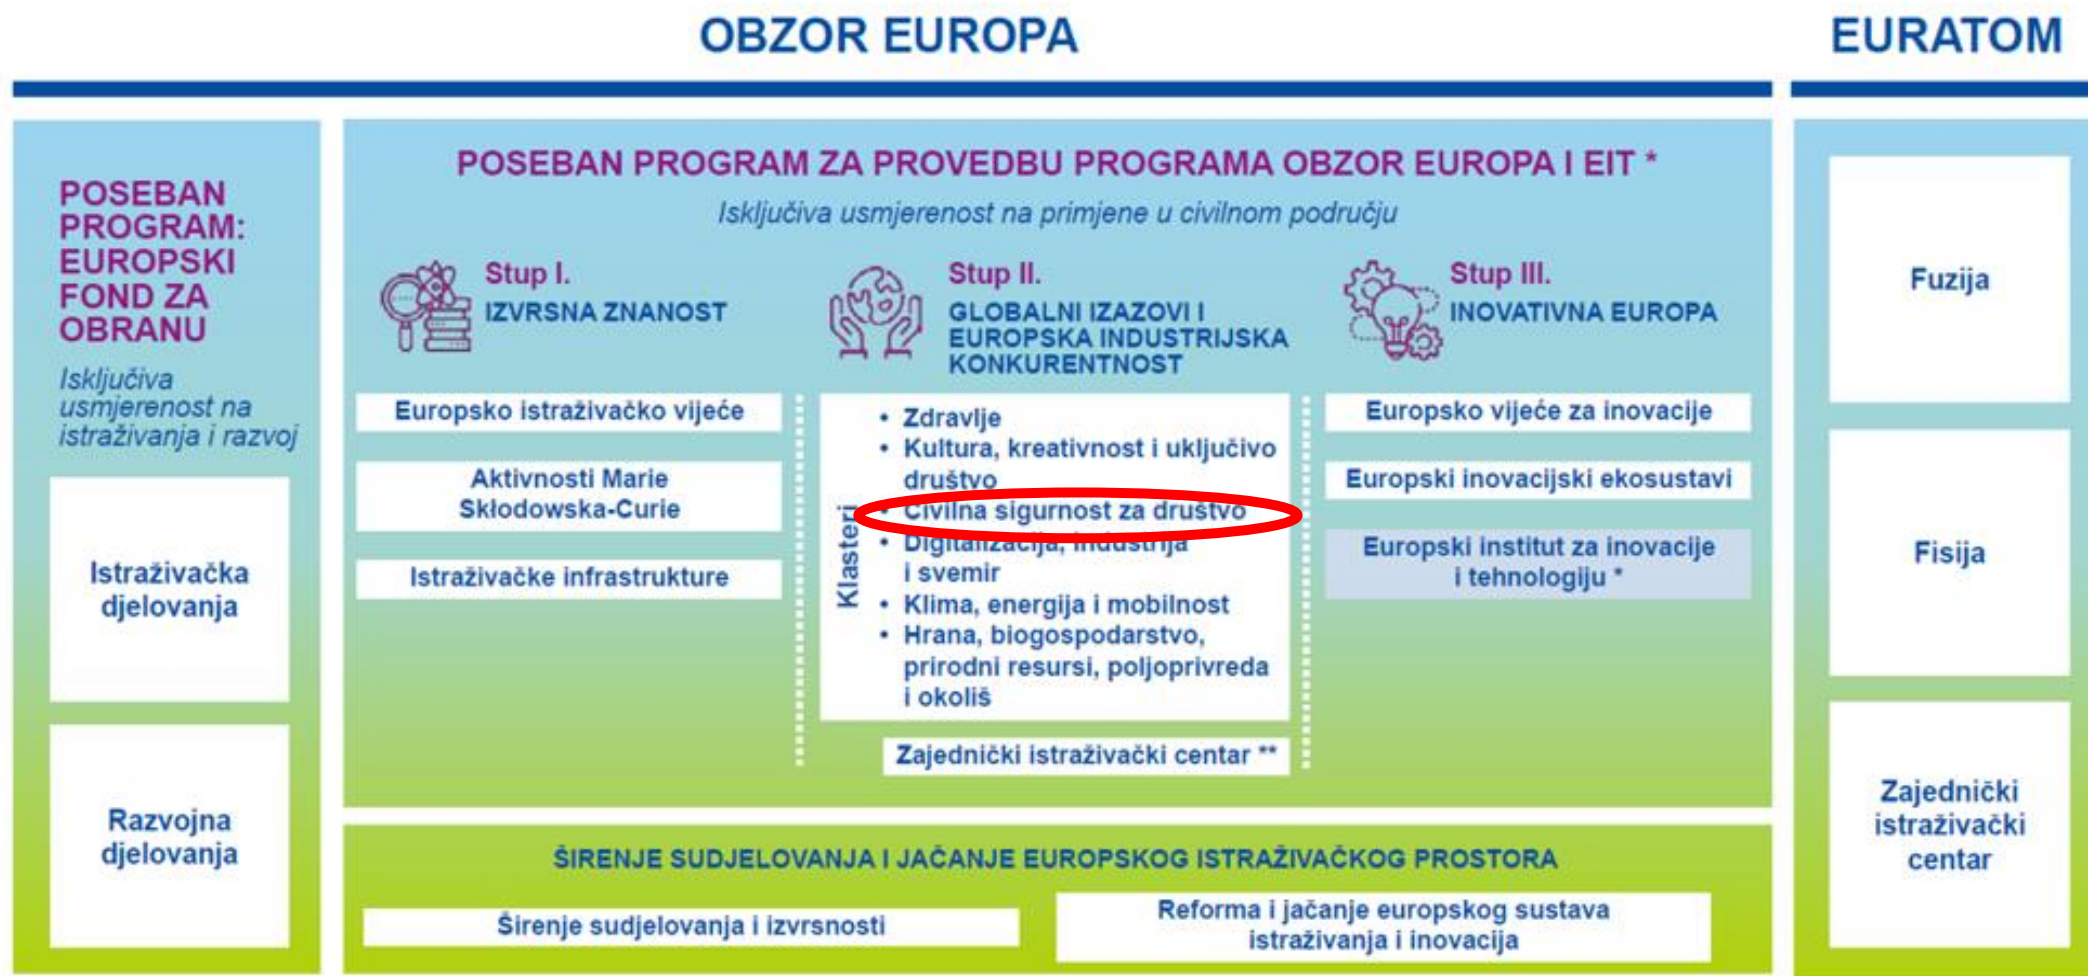 OBZOR EUROPA
EURATOM
POSEBAN
PROGRAM:
EUROPSKI
FOND ZA
OBRANU
Isključiva
usmjerenost na
istraživanja i razvoj
Istraživačka
djelovanja
Razvojna
djelovanja
POSEBAN PROGRAM ZA PROVEDBU PROGRAMA OBZOR EUROPA I EIT *
Isključiva usmjerenost na primjene u civilnom području
Stup I.
IZVRSNA ZNANOST
Europsko istraživačko vijeće
Aktivnosti Marie
Skłodowska-Curie
Istraživačke infrastrukture
Stup II.
GLOBALNI IZAZOVI I
EUROPSKA INDUSTRIJSKA
KONKURENTNOST
Klasteri
• Zdravlje
• Kultura, kreativnost i uključivo
društvo
• Civilna sigurnost za društvo
• Digitalizacija, industrija
i svemir
• Klima, energija i mobilnost
• Hrana, biogospodarstvo,
prirodni resursi, poljoprivreda
i okoliš
Zajednički istraživački centar **
Stup III.
INOVATIVNA EUROPA
Europsko vijeće za inovacije
Europski inovacijski ekosustavi
Europski institut za inovacije
i tehnologiju *
ŠIRENJE SUDJELOVANJA I JAČANJE EUROPSKOG ISTRAŽIVAČKOG PROSTORA
Širenje sudjelovanja i izvrsnosti
Reforma i jačanje europskog sustava
istraživanja i inovacija
Fuzija
Fisija
Zajednički
istraživački
centar